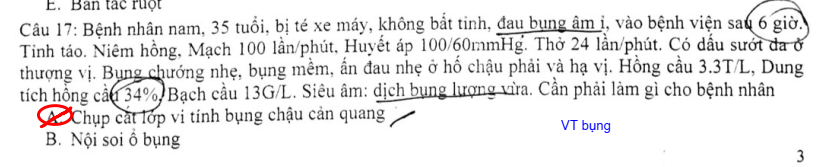 E. Bán tắc ruột
Câu 17: Bệnh nhân nam, 35 tuổi, bị té xe máy, không bất tỉnh, đau bụng âm ỉ, vào bệnh viện sau 6 giờ.
Tỉnh táo. Niêm hồng, Mạch 100 lần/phút, Huyết áp 100/60mmHg. Thở 24 lần/phút. Có dấu sướt da ở
thượng vị. Bụng chướng nhẹ, bụng mềm, ấn đau nhẹ ở hố chậu phải và hạ vị. Hồng cầu 3.3T/L, Dung
tích hồng cầu 34%, Bạch cầu 13G/L. Siêu âm: dịch bụng lượng vừa. Cần phải làm gì cho bệnh nhân
A. Chụp cắt lớp vi tính bụng chậu cản quang
VT bụng
B. Nội soi ổ bụng
3